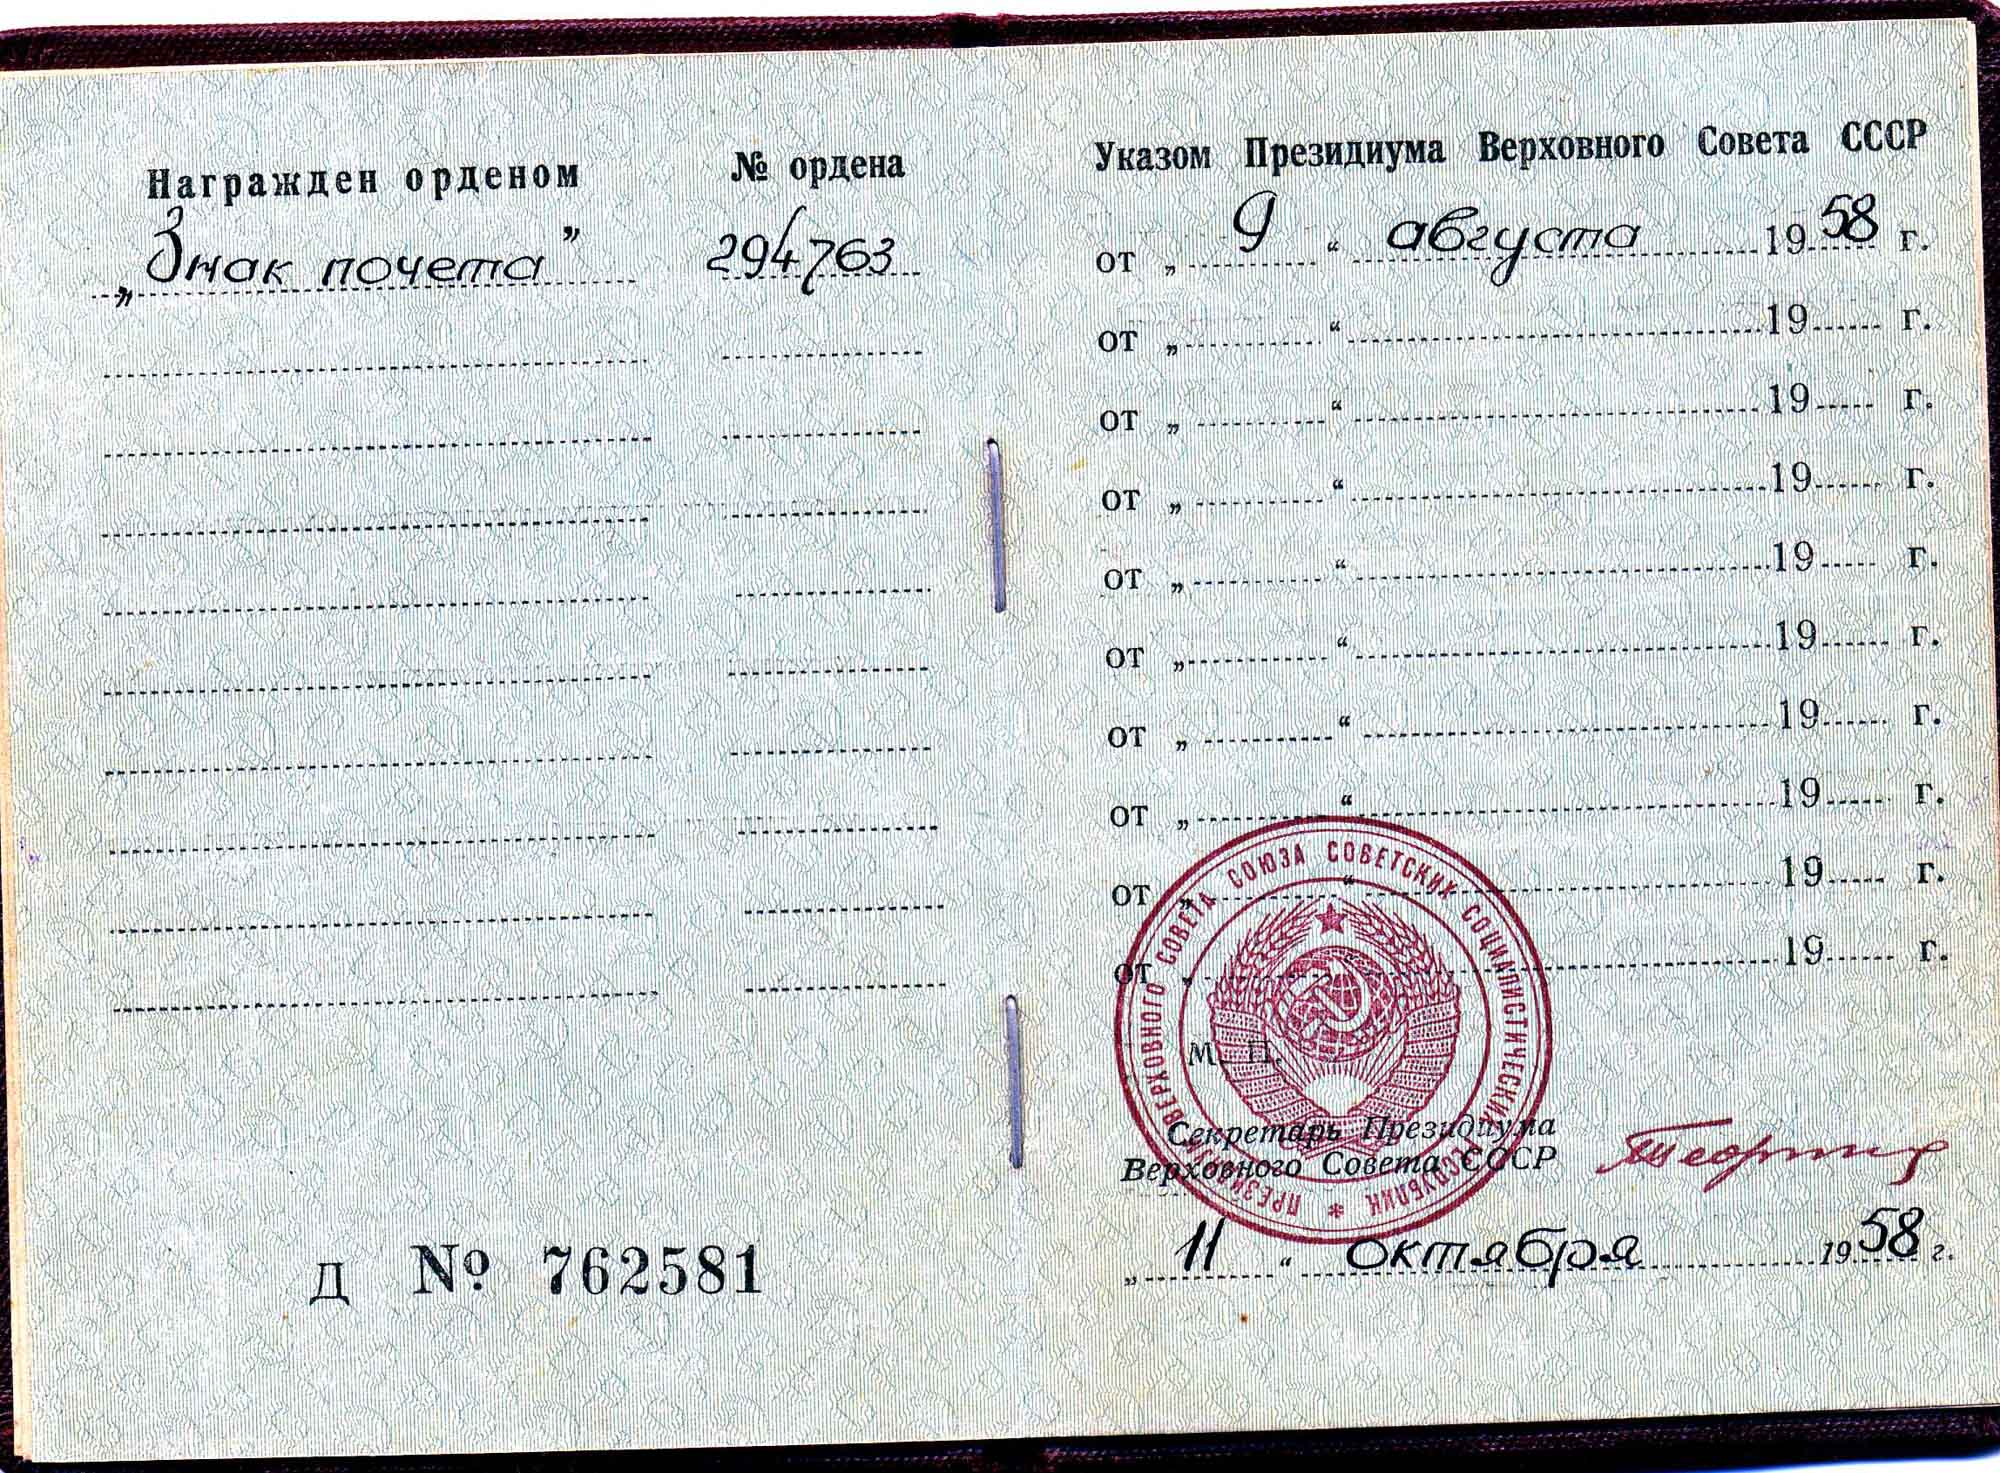 Награжден орденом
№ ордена
„Знак почета”
294763
Указом Президиума Верховного Совета СССР
от „ 9 “ августа 1958 г.
от „ “ 19 г.
от „ “ 19 г.
от „ “ 19 г.
от „ “ 19 г.
от „ “ 19 г.
от „ “ 19 г.
от „ “ 19 г.
от „ “ 19 г.
от „ “ 19 г.
ПРЕЗИДИУМ ВЕРХОВНОГО СОВЕТА СОЮЗА СОВЕТСКИХ СОЦИАЛИСТИЧЕСКИХ РЕСПУБЛИК *
М. П.
Секретарь Президиума
Верховного Совета СССР
„ 11 “ октября 1958 г.
Д № 762581